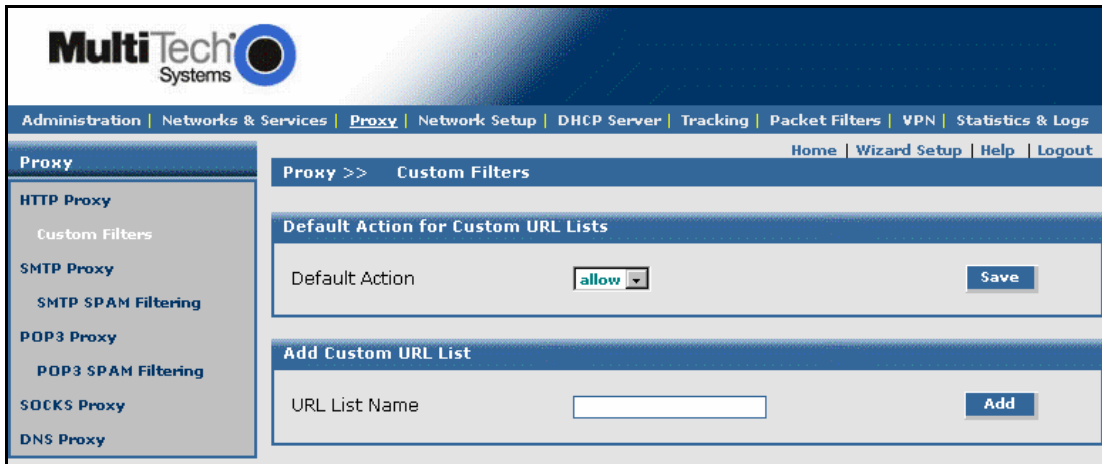 MultiTech
Systems
Administration | Networks & Services | Proxy | Network Setup | DHCP Server | Tracking | Packet Filters | VPN | Statistics & Logs
Home | Wizard Setup | Help | Logout
Proxy
HTTP Proxy
Custom Filters
SMTP Proxy
SMTP SPAM Filtering
POP3 Proxy
POP3 SPAM Filtering
SOCKS Proxy
DNS Proxy
Proxy >> Custom Filters
Default Action for Custom URL Lists
Default Action allow Save
Add Custom URL List
URL List Name Add